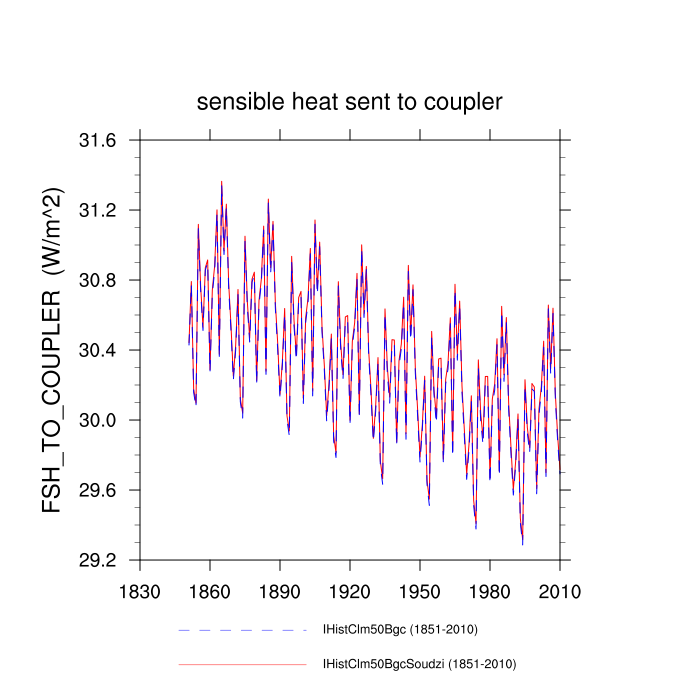 sensible heat sent to coupler
FSH_TO_COUPLER (W/m^2)
31.6
31.2
30.8
30.4
30.0
29.6
29.2
1830 1860 1890 1920 1950 1980 2010
IHistClm50Bgc (1851-2010)
IHistClm50BgcSoudzi (1851-2010)